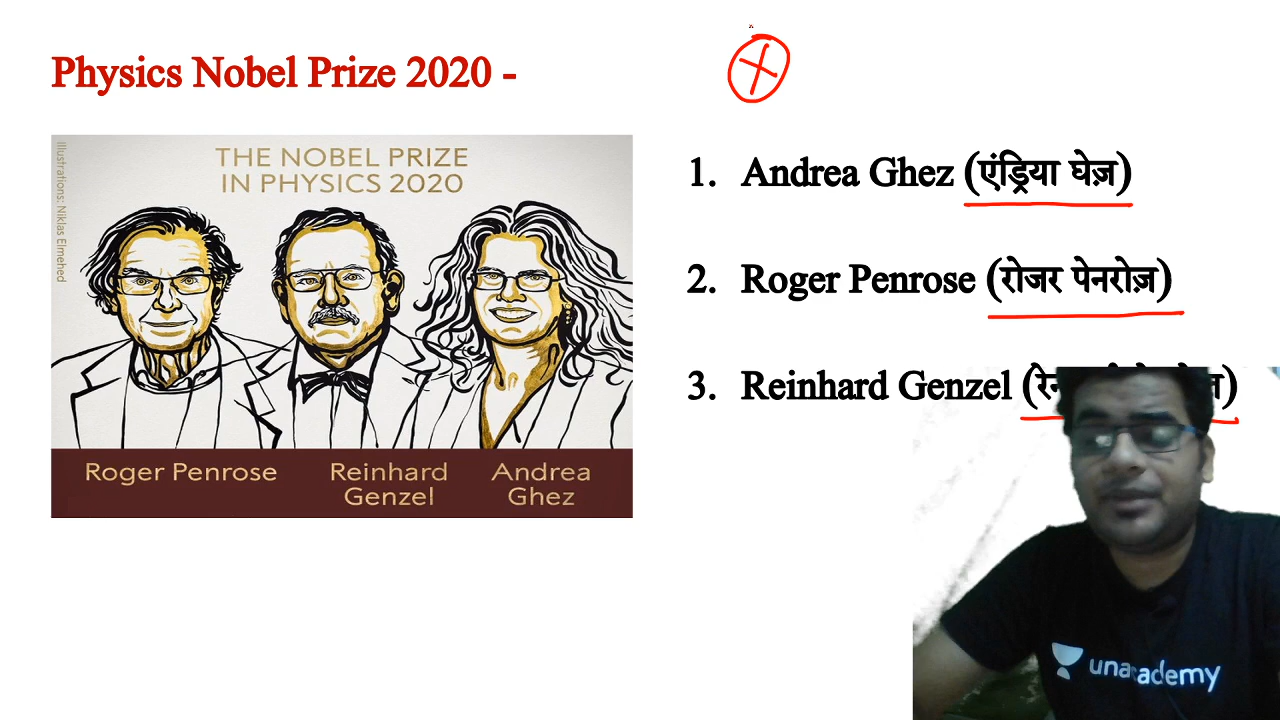 Physics Nobel Prize 2020 -
Illustrations: Niklas Elmehed
THE NOBEL PRIZE
IN PHYSICS 2020
Roger Penrose
Reinhard
Genzel
Andrea
Ghez
1. Andrea Ghez (एंड्रिया घेज़)
2. Roger Penrose (रोजर पेनरोज़)
3. Reinhard Genzel
unacademy